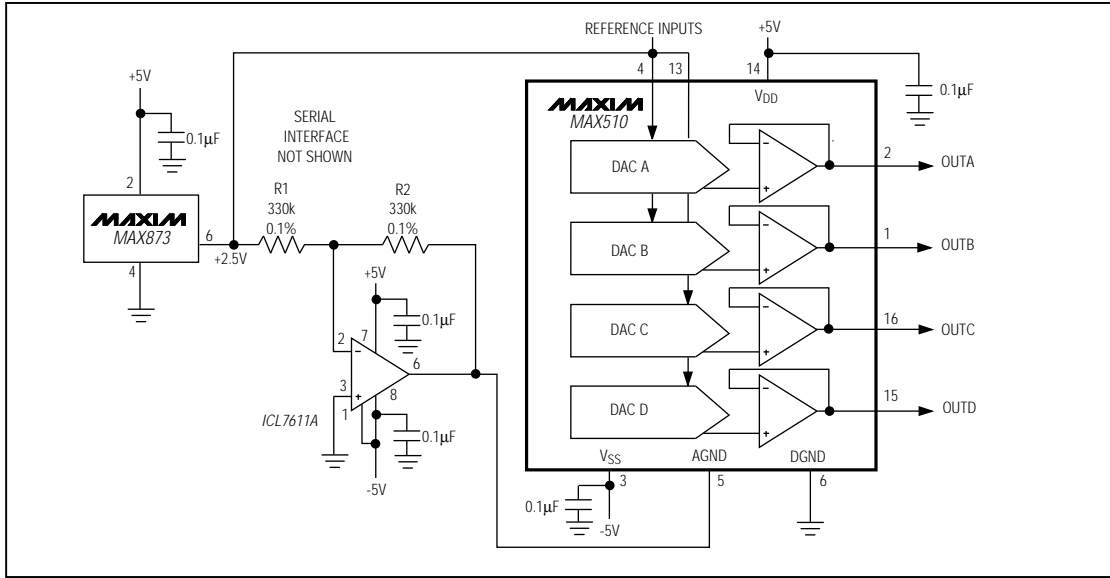 REFERENCE INPUTS
+5V
4
13
14
0.1µF
+5V
0.1µF
SERIAL
INTERFACE
NOT SHOWN
MAXIM
MAX510
VDD
2
MAXIM
MAX873
6
+2.5V
4
R1
330k
0.1%
R2
330k
0.1%
+5V
0.1µF
2
7
−
6
3
+
1
8
ICL7611A
0.1µF
-5V
DAC A
−
+
2
OUTA
DAC B
−
+
1
OUTB
DAC C
−
+
16
OUTC
DAC D
−
+
15
OUTD
VSS
AGND
DGND
3
5
6
0.1µF
-5V